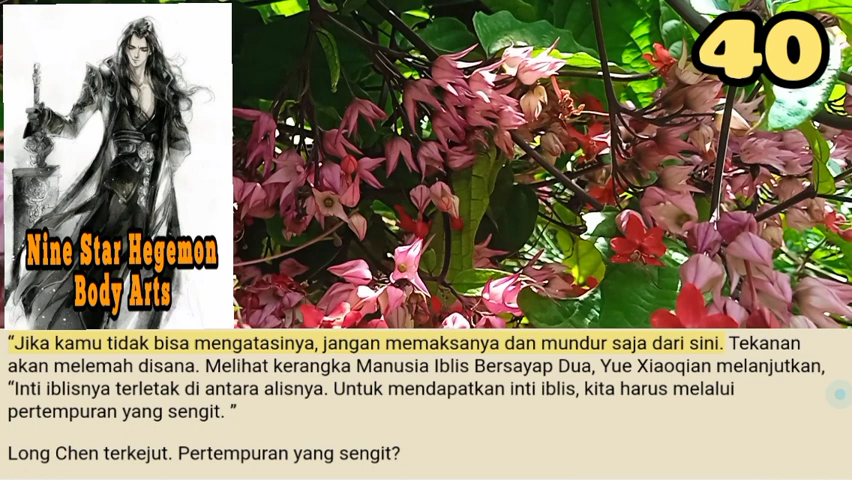 40
Nine Star Hegemon
Body Arts
“Jika kamu tidak bisa mengatasinya, jangan memaksanya dan mundur saja dari sini. Tekanan
akan melemah disana. Melihat kerangka Manusia Iblis Bersayap Dua, Yue Xiaoqian melanjutkan,
“Inti iblisnya terletak di antara alisnya. Untuk mendapatkan inti iblis, kita harus melalui
pertempuran yang sengit. ”
Long Chen terkejut. Pertempuran yang sengit?